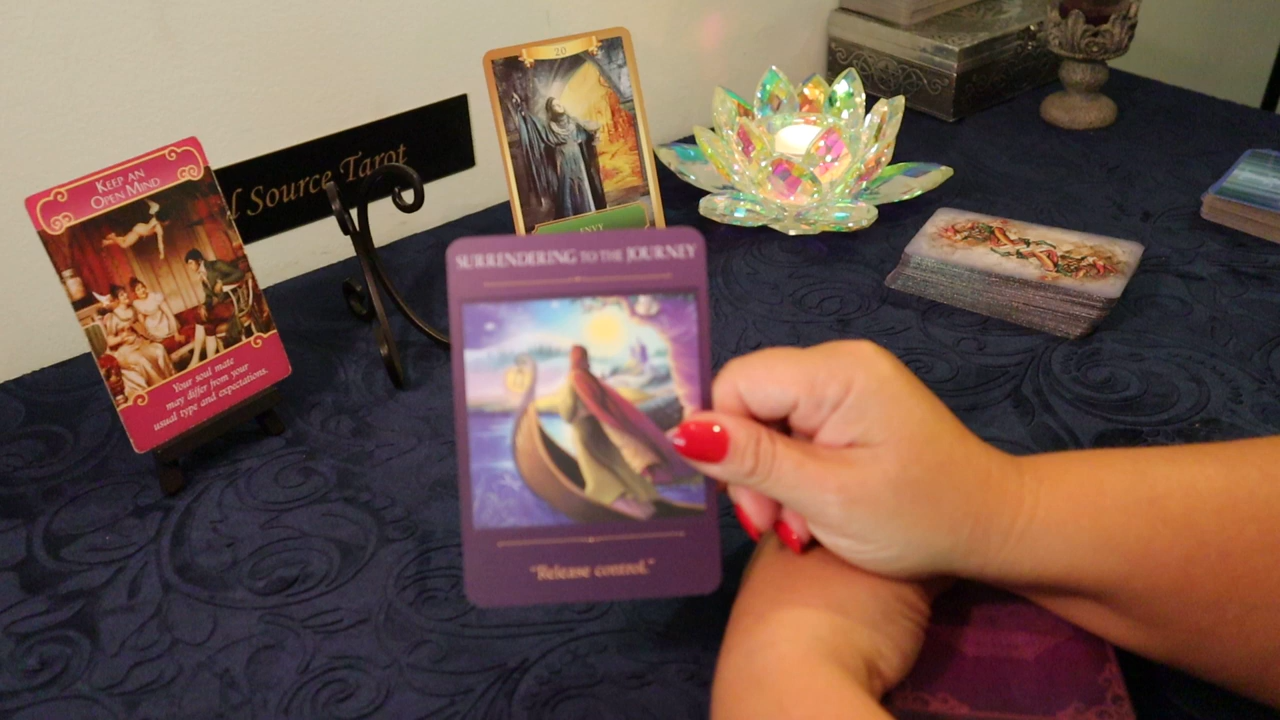 KEEP AN
OPEN MIND
Your soul mate
may differ from your
usual type and expectations.
Source Tarot
20
ENVY
SURRENDERING TO THE JOURNEY
"Release control."